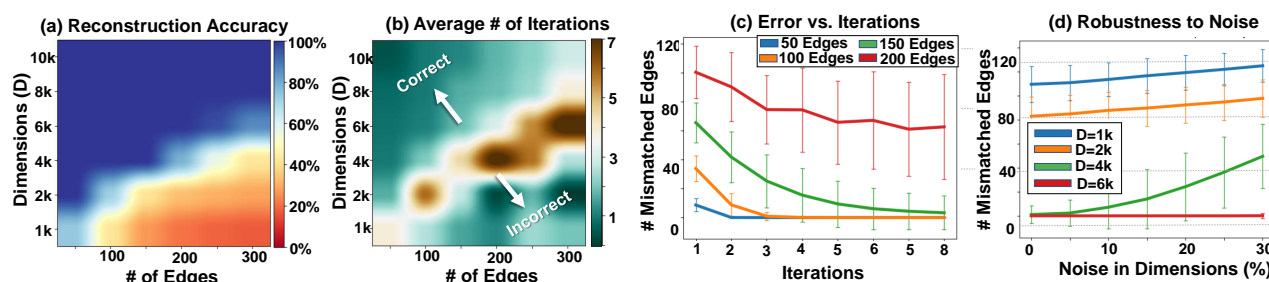 (a) Reconstruction Accuracy
Dimensions (D)
10k
8k
6k
4k
2k
1k
100
200
300
# of Edges
100%
80%
60%
40%
20%
0%
(b) Average # of Iterations
Dimensions (D)
10k
8k
6k
4k
2k
1k
Correct
Incorrect
100
200
300
# of Edges
7
5
3
1
(c) Error vs. Iterations
50 Edges
150 Edges
100 Edges
200 Edges
# Mismatched Edges
120
80
40
0
1
2
3
4
5
6
5
8
Iterations
(d) Robustness to Noise
# Mismatched Edges
120
80
40
0
D=1k
D=2k
D=4k
D=6k
0
10
20
30
Noise in Dimensions (%)